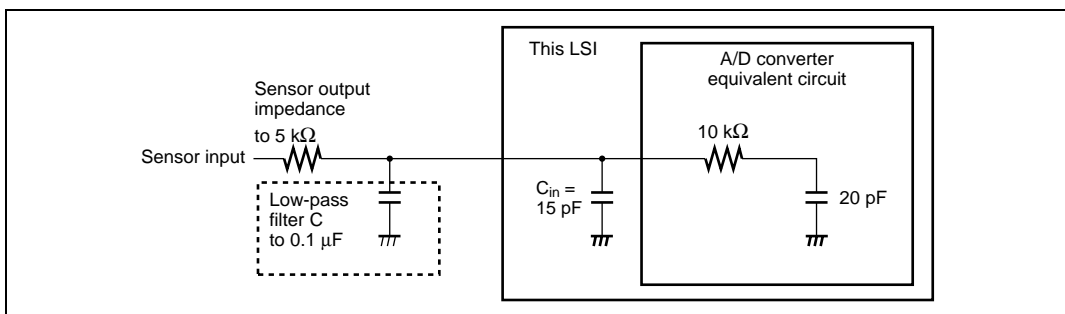 This LSI
A/D converter
equivalent circuit
Sensor output
impedance
to 5 kΩ
10 kΩ
Sensor input
Low-pass
filter C
to 0.1 μF
Cin =
15 pF
20 pF